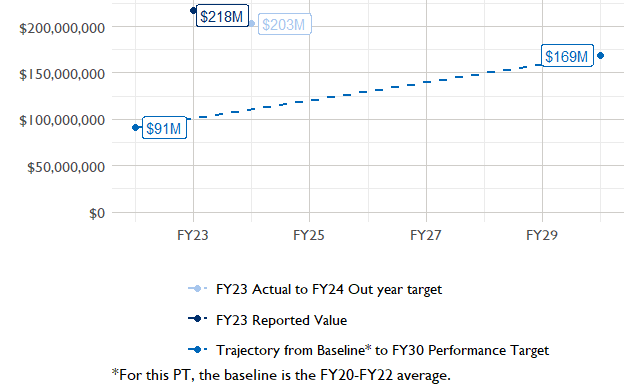 $218M
$200,000,000
$203M
$169M
$150,000,000
$100,000,000
$91M
$50,000,000
$0
FY23 FY25 FY27 FY29
FY23 Actual to FY24 Out year target
FY23 Reported Value
Trajectory from Baseline* to FY30 Performance Target
*For this PT, the baseline is the FY20-FY22 average.